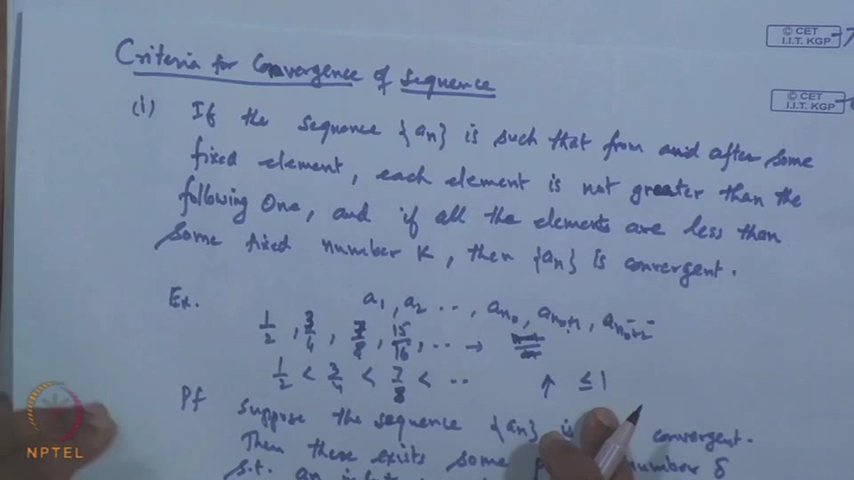 © CET
I.I.T. KGP
Criteria for Convergence of Sequence
© CET
I.I.T. KGP
(1) If the sequence {an} is such that from and after some
fixed element, each element is not greater than the
following One, and if all the elements are less than
some fixed number K, then {an} is convergent.
Ex. a1, a2 ..., an0, an0+1, an0+2 --
1/2, 3/4, 7/8, 15/16, ... →
1/2 < 3/4 < 7/8 < ... ↑ ≤1
Pf Suppose the sequence {an} is convergent.
Then there exists some number δ
s.t. an
NPTEL